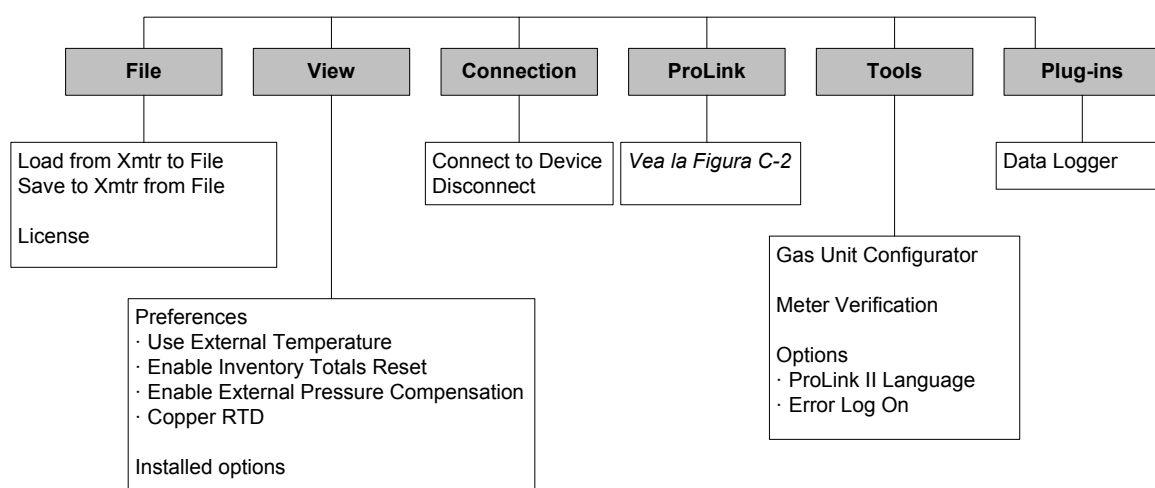 File
View
Connection
ProLink
Tools
Plug-ins
Load from Xmtr to File
Save to Xmtr from File
License
Connect to Device
Disconnect
Vea la Figura C-2
Data Logger
Preferences
· Use External Temperature
· Enable Inventory Totals Reset
· Enable External Pressure Compensation
· Copper RTD
Installed options
Gas Unit Configurator
Meter Verification
Options
· ProLink II Language
· Error Log On